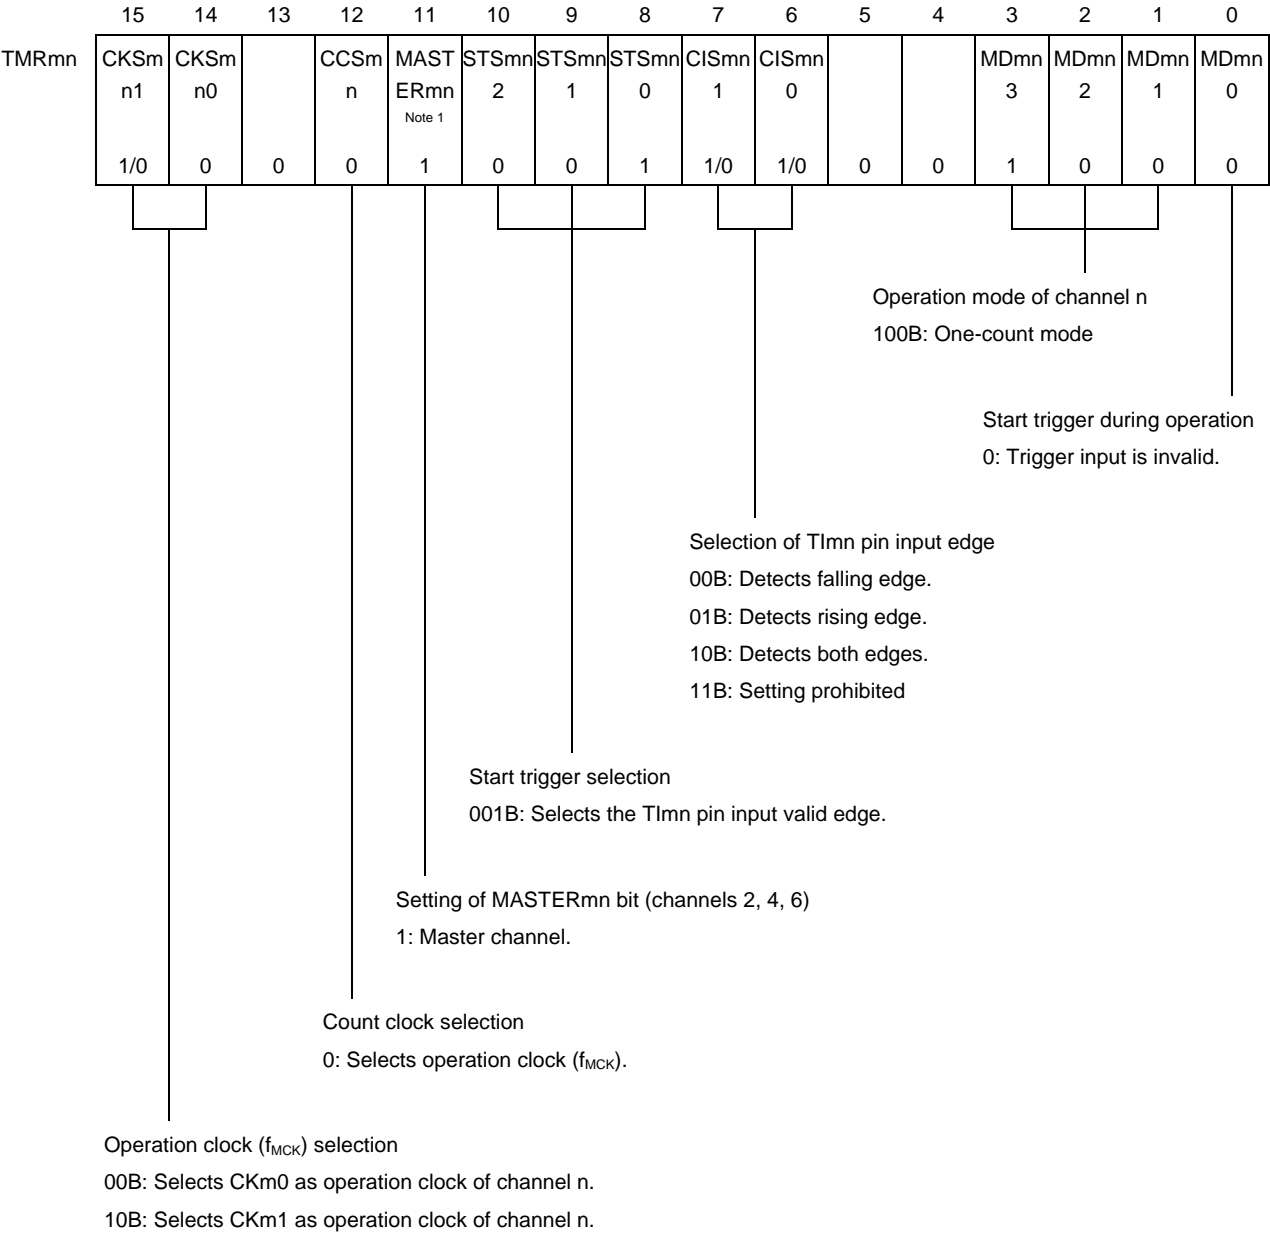 15 14 13 12 11 10 9 8 7 6 5 4 3 2 1 0
TMRmn CKSm CKSm CCSm MAST STSmn STSmn STSmn CISmn CISmn MDmn MDmn MDmn MDmn
n1 n0 n ERmn 2 1 0 1 0 3 2 1 0
Note 1
1/0 0 0 0 1 0 0 1 1/0 1/0 0 0 1 0 0 0
Operation mode of channel n
100B: One-count mode
Start trigger during operation
0: Trigger input is invalid.
Selection of TImn pin input edge
00B: Detects falling edge.
01B: Detects rising edge.
10B: Detects both edges.
11B: Setting prohibited
Start trigger selection
001B: Selects the TImn pin input valid edge.
Setting of MASTERmn bit (channels 2, 4, 6)
1: Master channel.
Count clock selection
0: Selects operation clock (fMCK).
Operation clock (fMCK) selection
00B: Selects CKm0 as operation clock of channel n.
10B: Selects CKm1 as operation clock of channel n.